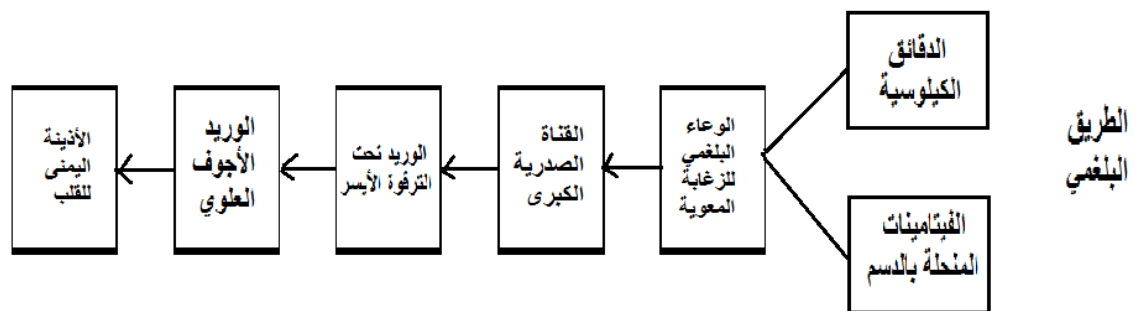 الطريق
البلغمي
الدقائق
الكيلوسية
الفيتامينات
المنحلة بالدسم
الوعاء
البلغمي
للزغابة
المعوية
القناة
الصدرية
الكبرى
الوريد تحت
الترقوة الأيسر
الوريد
الأجوف
العلوي
الأذينة
اليمنى
للقلب